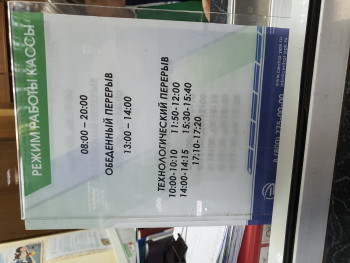 РЕЖИМ РАБОТЫ КАССЫ
08:00 – 20:00
ОБЕДЕННЫЙ ПЕРЕРЫВ
13:00 – 14:00
ТЕХНОЛОГИЧЕСКИЙ ПЕРЕРЫВ
10:00-10:10 11:50-12:00
14:00-14:15 15:30-15:40
17:10-17:20